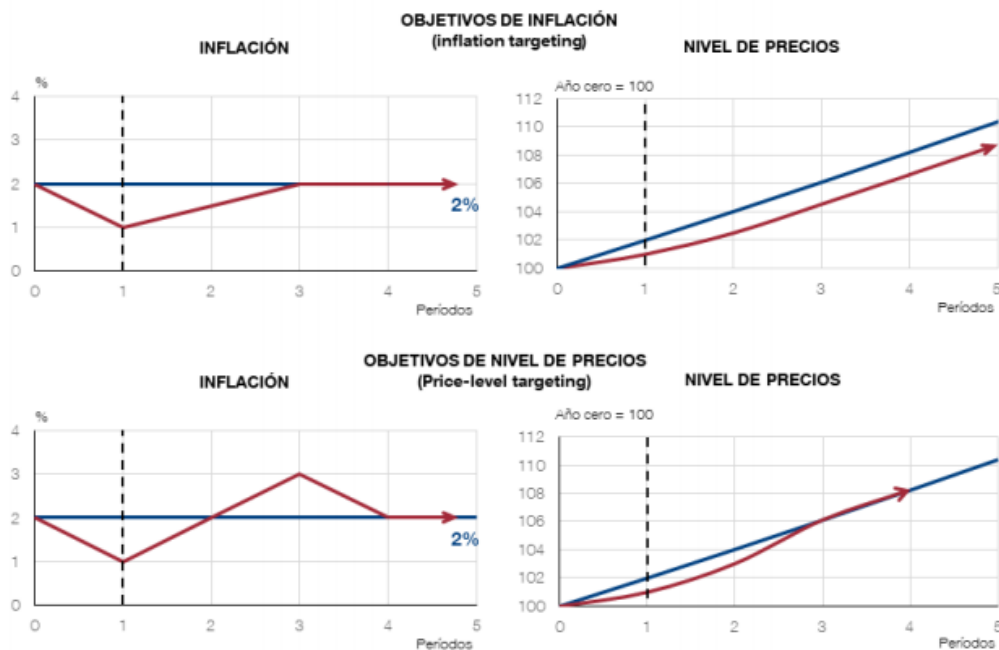 OBJETIVOS DE INFLACIÓN
(inflation targeting)
INFLACIÓN
NIVEL DE PRECIOS
%
4
3
2
1
0
2%
0 1 2 3 4 5
Períodos
Año cero = 100
112
110
108
106
104
102
100
0 1 2 3 4 5
Períodos
OBJETIVOS DE NIVEL DE PRECIOS
(Price-level targeting)
INFLACIÓN
NIVEL DE PRECIOS
%
4
3
2
1
0
2%
0 1 2 3 4 5
Períodos
Año cero = 100
112
110
108
106
104
102
100
0 1 2 3 4 5
Períodos